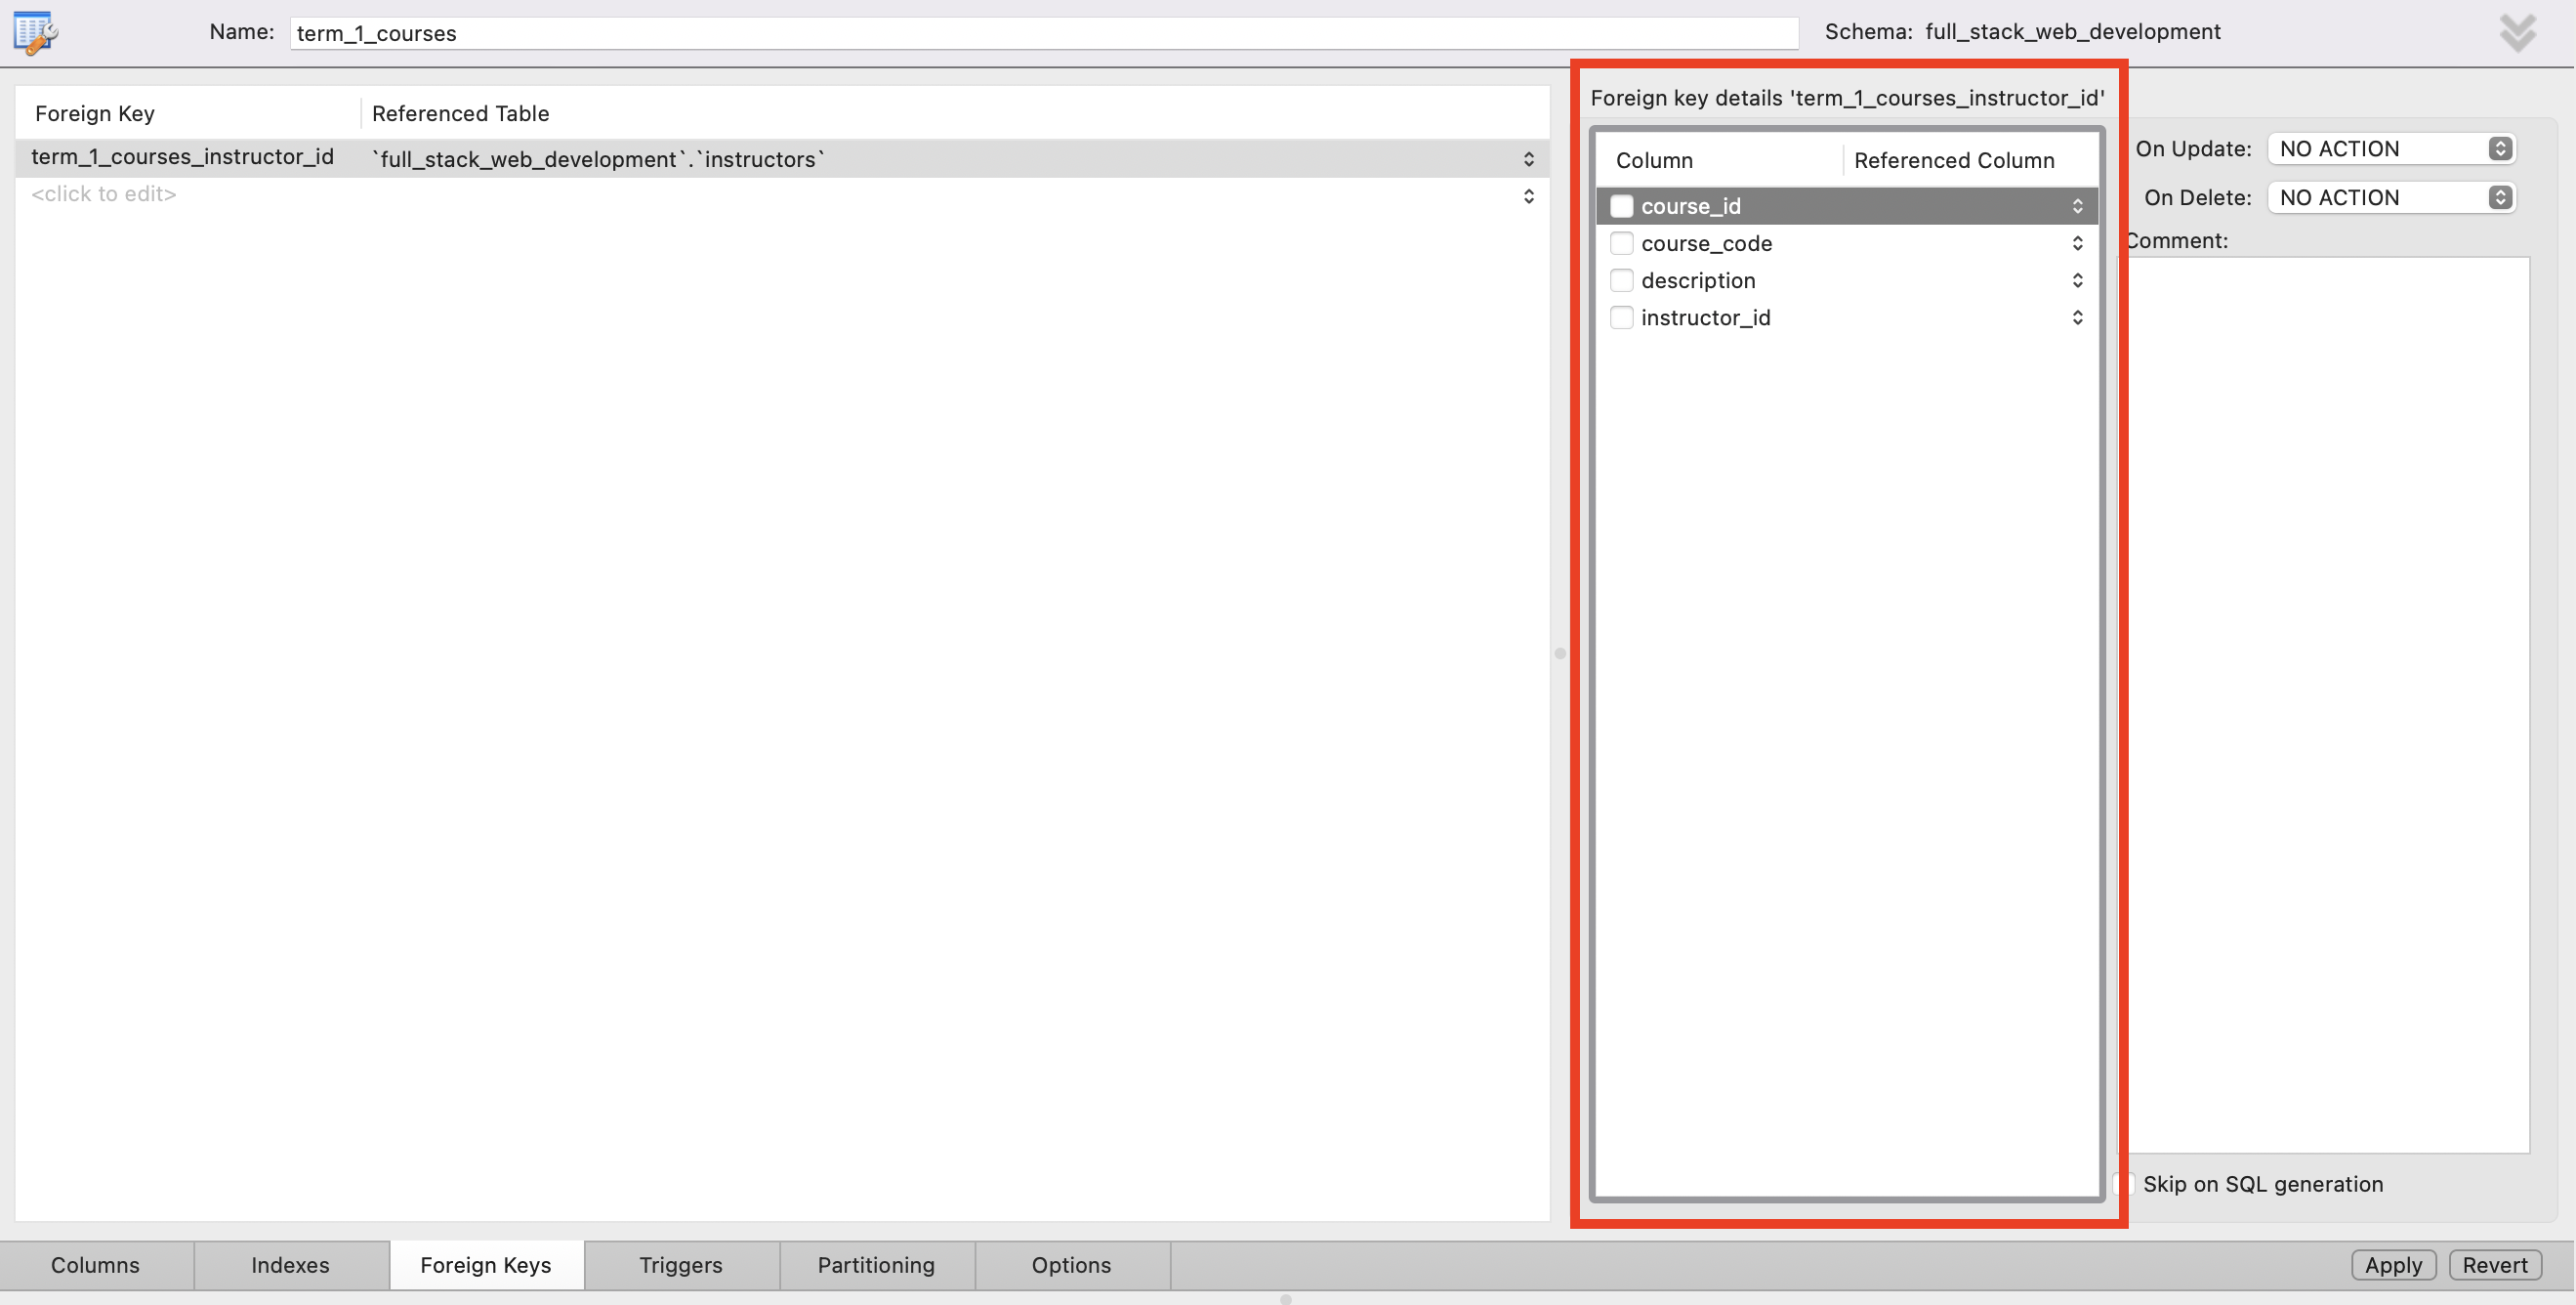 Name: term_1_courses Schema: full_stack_web_development
Foreign Key Referenced Table
term_1_courses_instructor_id `full_stack_web_development`.`instructors`
<click to edit>
Foreign key details 'term_1_courses_instructor_id'
Column Referenced Column
course_id
course_code
description
instructor_id
On Update: NO ACTION
On Delete: NO ACTION
Comment:
Skip on SQL generation
Columns Indexes Foreign Keys Triggers Partitioning Options Apply Revert